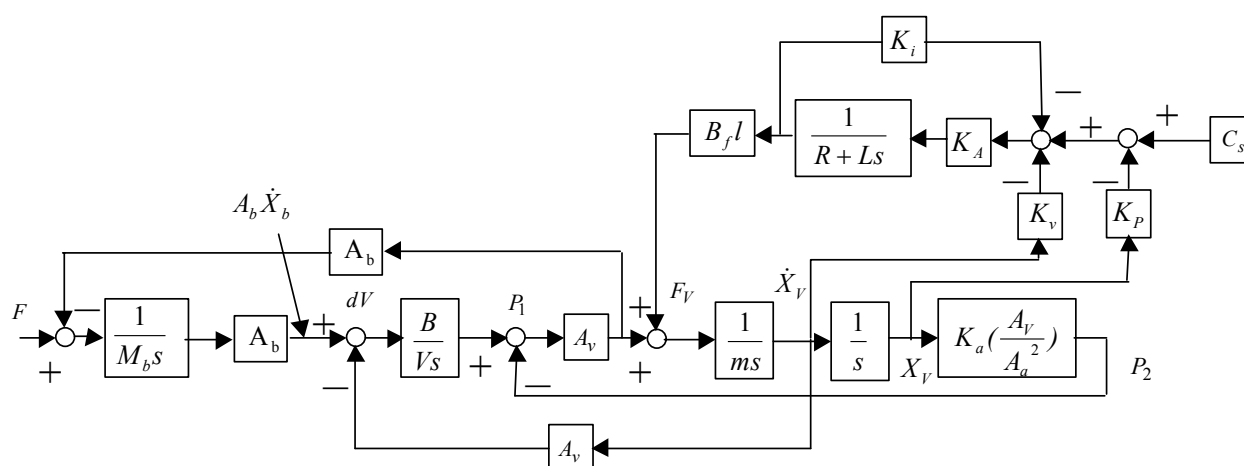 K_i
−
+
+
B_f l
1/(R + Ls)
K_A
C_s
−
−
K_v
K_P
A_b Ẋ_b
A_b
dV
P_1
F_V
Ẋ_V
F
−
+
1/(M_b s)
A_b
+
−
B/(Vs)
+
−
A_v
+
+
1/(ms)
1/s
X_V
K_a(A_V/A_a^2)
P_2
A_v